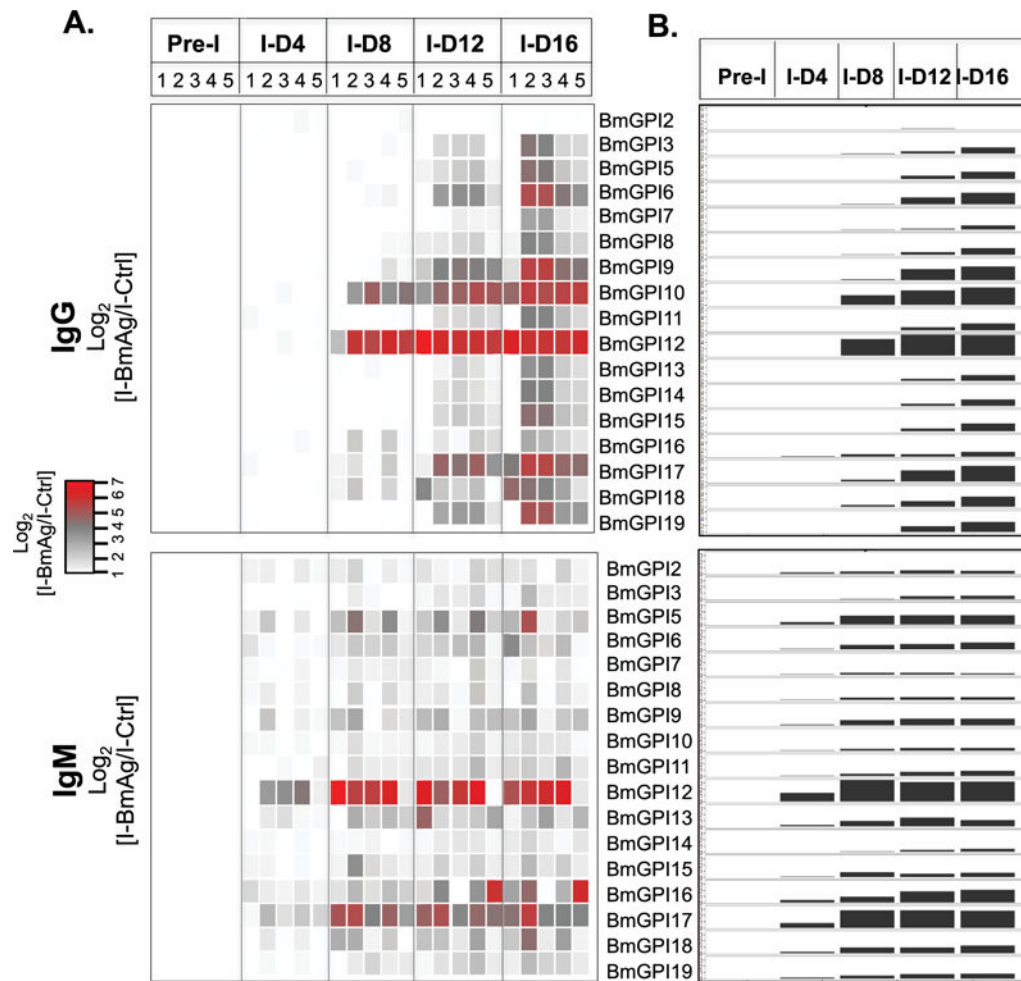 A.
Pre-I I-D4 I-D8 I-D12 I-D16
1 2 3 4 5 1 2 3 4 5 1 2 3 4 5 1 2 3 4 5 1 2 3 4 5
B.
Pre-I I-D4 I-D8 I-D12 I-D16
IgG
Log2
[I-BmAg/I-Ctrl]
BmGPI2
BmGPI3
BmGPI5
BmGPI6
BmGPI7
BmGPI8
BmGPI9
BmGPI10
BmGPI11
BmGPI12
BmGPI13
BmGPI14
BmGPI15
BmGPI16
BmGPI17
BmGPI18
BmGPI19
Log2
[I-BmAg/I-Ctrl]
1 2 3 4 5 6 7
IgM
Log2
[I-BmAg/I-Ctrl]
BmGPI2
BmGPI3
BmGPI5
BmGPI6
BmGPI7
BmGPI8
BmGPI9
BmGPI10
BmGPI11
BmGPI12
BmGPI13
BmGPI14
BmGPI15
BmGPI16
BmGPI17
BmGPI18
BmGPI19